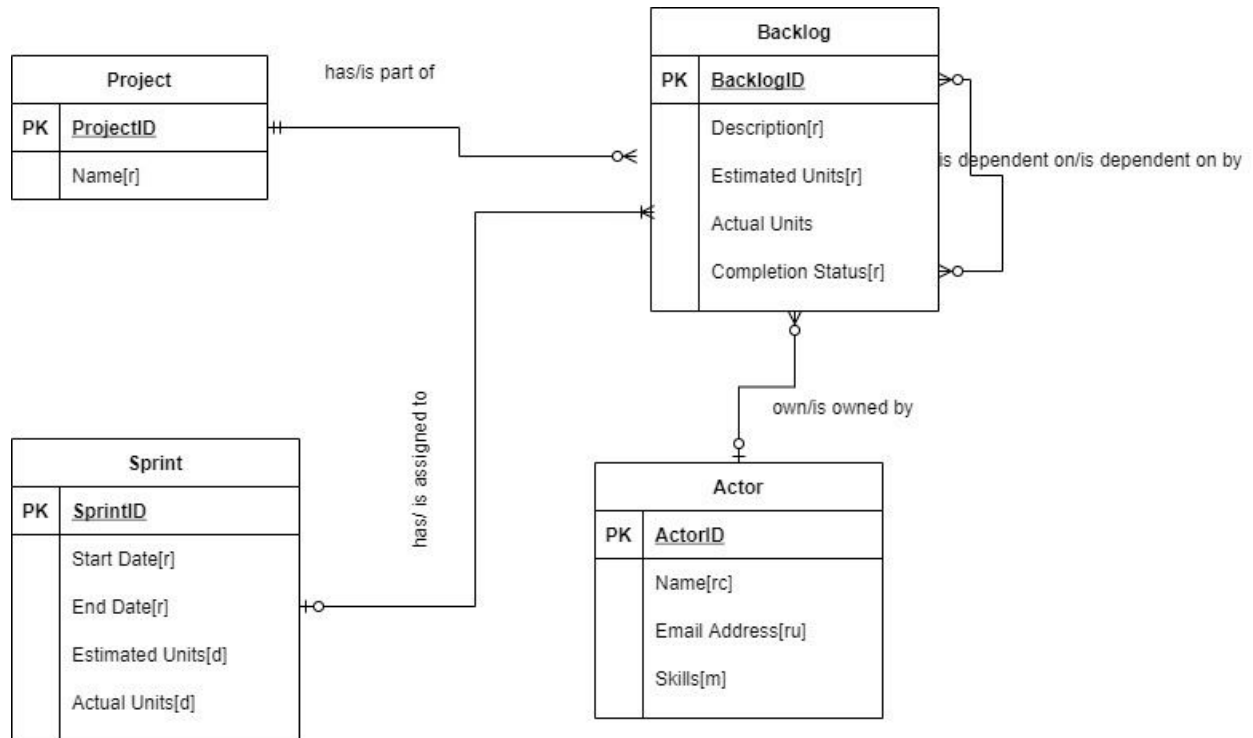 Backlog
PK BacklogID
Description[r]
Estimated Units[r]
Actual Units
Completion Status[r]
Project
PK ProjectID
Name[r]
has/is part of
is dependent on/is dependent on by
has/ is assigned to
own/is owned by
Sprint
PK SprintID
Start Date[r]
End Date[r]
Estimated Units[d]
Actual Units[d]
Actor
PK ActorID
Name[rc]
Email Address[ru]
Skills[m]